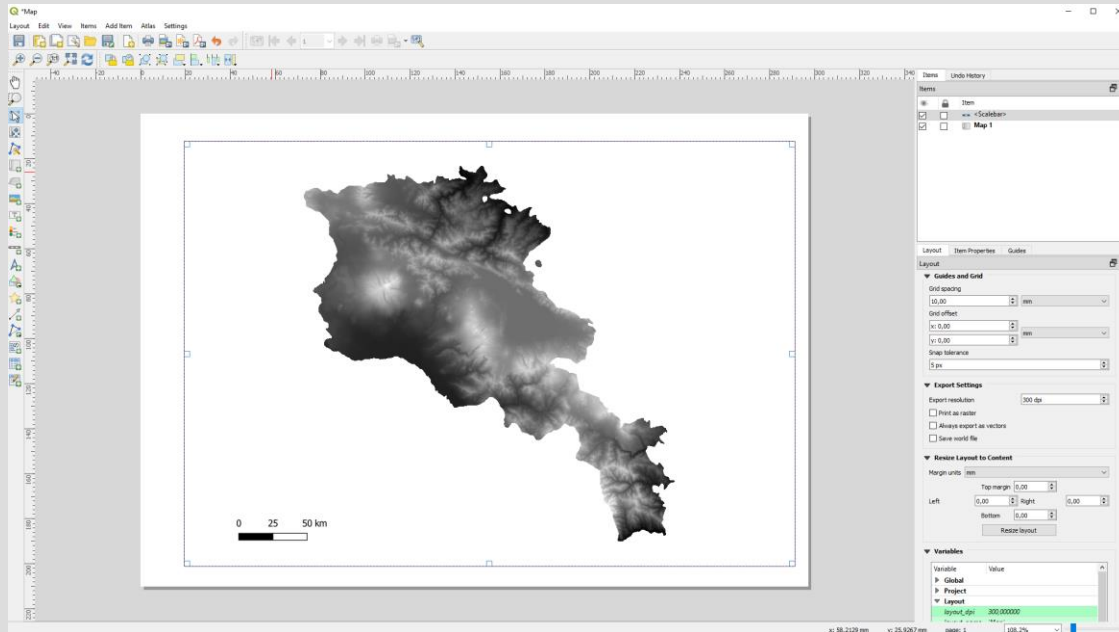 *Map
Layout Edit View Items Add Item Atlas Settings
1
Items Undo History
Items
Item
<Scalebar>
Map 1
Layout Item Properties Guides
Layout
Guides and Grid
Grid spacing
10,00 mm
Grid offset
x: 0,00
mm
y: 0,00
Snap tolerance
5 px
Export Settings
Export resolution 300 dpi
Print as raster
Always export as vectors
Save world file
Resize Layout to Content
Margin units mm
Top margin 0,00
Left 0,00 Right 0,00
Bottom 0,00
Resize layout
Variables
Variable Value
Global
Project
Layout
layout_dpi 300,000000
0 25 50 km
x: 58.2129 mm y: 25.9267 mm page: 1 108.2%